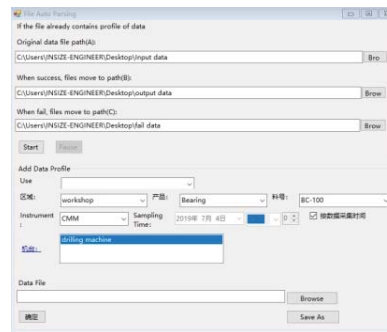 File Auto Parsing
If the file already contains profile of data
Original data file path(A):
C:\Users\INSIZE-ENGINEER\Desktop\Input data
Bro
When success, files move to path(B):
C:\Users\INSIZE-ENGINEER\Desktop\output data
Brow
When fail, files move to path(C):
C:\Users\INSIZE-ENGINEER\Desktop\fail data
Brow
Start Pause
Add Data Profile
Use
区域: workshop 产品: Bearing 料号: BC-100
Instrument : CMM Sampling Time: 2019年 7月 4日 0 按数据采集时间
机台: drilling machine
Data File
Browse
确定 Save As